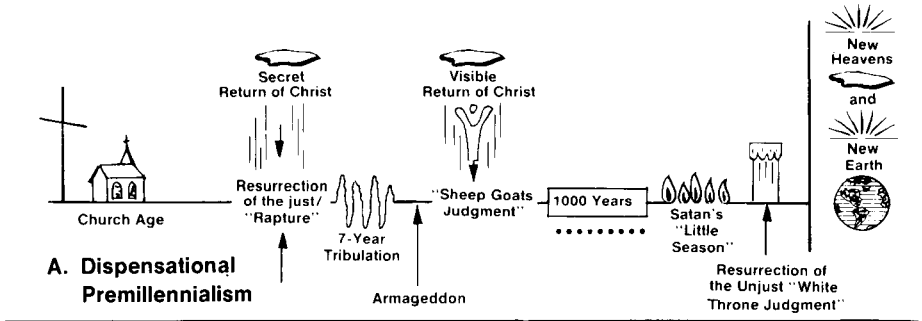 Secret
Return of Christ
Visible
Return of Christ
New
Heavens
and
New
Earth
Church Age
Resurrection
of the just/
"Rapture"
7-Year
Tribulation
"Sheep Goats
Judgment"
1000 Years
Satan's
"Little
Season"
A. Dispensational
Premillennialism
Armageddon
Resurrection of
the Unjust "White
Throne Judgment"